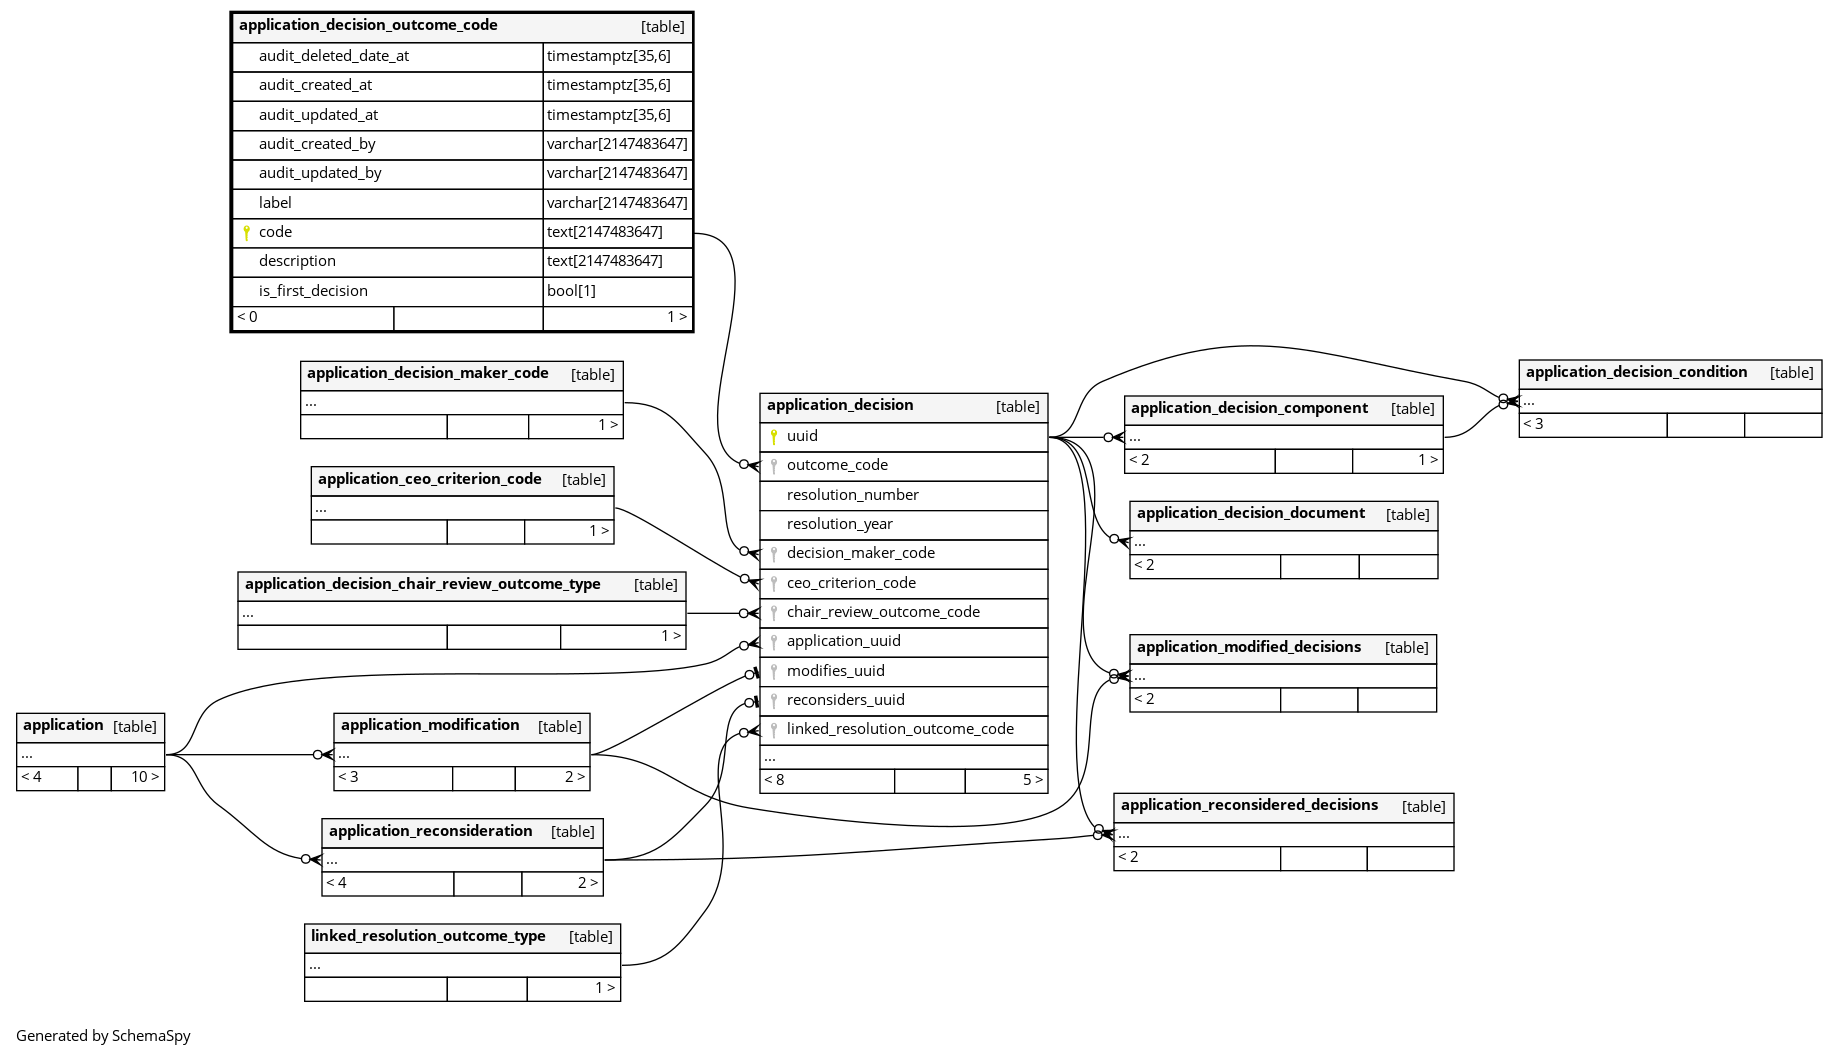 application_decision_outcome_code [table]
audit_deleted_date_at timestamptz[35,6]
audit_created_at timestamptz[35,6]
audit_updated_at timestamptz[35,6]
audit_created_by varchar[2147483647]
audit_updated_by varchar[2147483647]
label varchar[2147483647]
code text[2147483647]
description text[2147483647]
is_first_decision bool[1]
< 0 1 >
application_decision_maker_code [table]
...
1 >
application_ceo_criterion_code [table]
...
1 >
application_decision_chair_review_outcome_type [table]
...
1 >
application [table]
...
< 4 10 >
application_modification [table]
...
< 3 2 >
application_reconsideration [table]
...
< 4 2 >
linked_resolution_outcome_type [table]
...
1 >
application_decision [table]
uuid
outcome_code
resolution_number
resolution_year
decision_maker_code
ceo_criterion_code
chair_review_outcome_code
application_uuid
modifies_uuid
reconsiders_uuid
linked_resolution_outcome_code
...
< 8 5 >
application_decision_component [table]
...
< 2 1 >
application_decision_document [table]
...
< 2
application_modified_decisions [table]
...
< 2
application_reconsidered_decisions [table]
...
< 2
application_decision_condition [table]
...
< 3
Generated by SchemaSpy